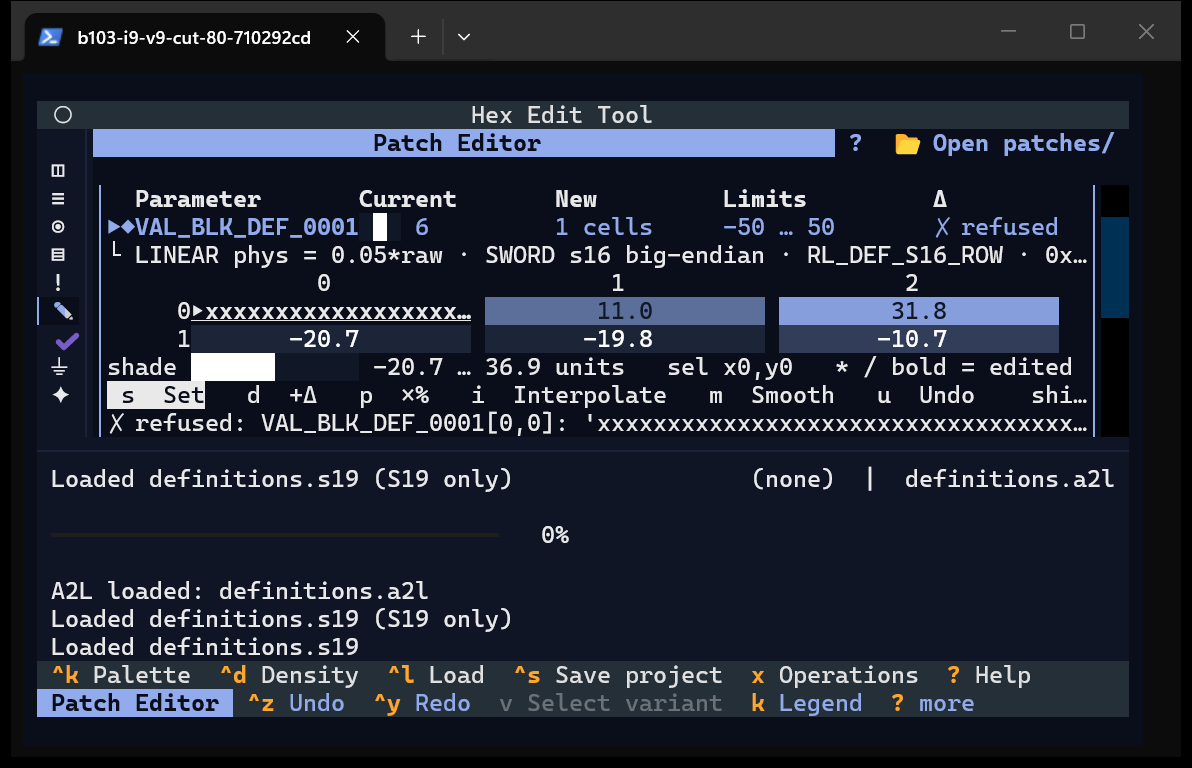 b103-i9-v9-cut-80-710292cd
Hex Edit Tool
Patch Editor ? Open patches/
Parameter Current New Limits Δ
▶◆VAL_BLK_DEF_0001 6 1 cells -50 … 50 ✗ refused
└ LINEAR phys = 0.05*raw · SWORD s16 big-endian · RL_DEF_S16_ROW · 0x…
0 1 2
0▶xxxxxxxxxxxxxxxxxx… 11.0 31.8
1 -20.7 -19.8 -10.7
shade -20.7 … 36.9 units sel x0,y0 * / bold = edited
s Set d +Δ p ×% i Interpolate m Smooth u Undo shi…
✗ refused: VAL_BLK_DEF_0001[0,0]: 'xxxxxxxxxxxxxxxxxxxxxxxxxxxxxxxxxx…
Loaded definitions.s19 (S19 only) (none) | definitions.a2l
0%
A2L loaded: definitions.a2l
Loaded definitions.s19 (S19 only)
Loaded definitions.s19
^k Palette ^d Density ^l Load ^s Save project x Operations ? Help
Patch Editor ^z Undo ^y Redo v Select variant k Legend ? more